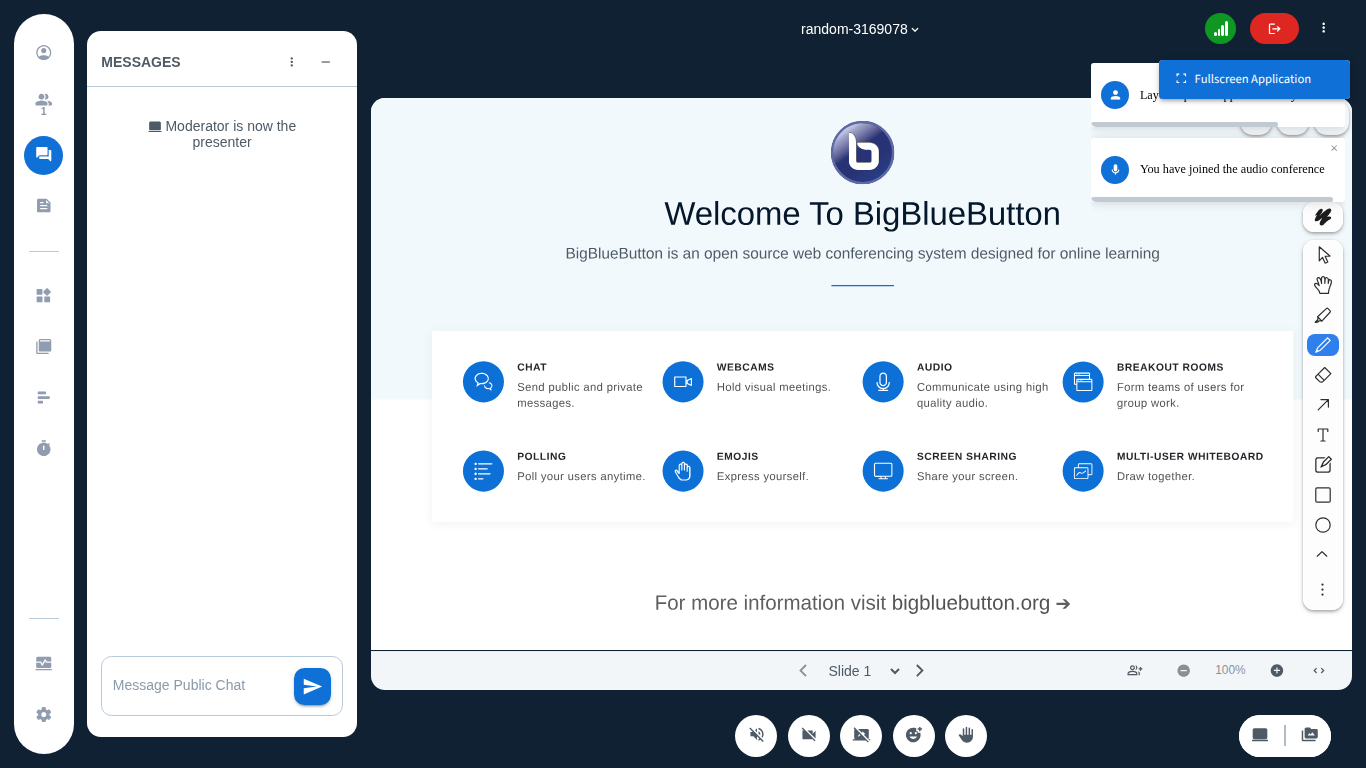 random-3169078
MESSAGES
1
Moderator is now the
presenter
Message Public Chat
Fullscreen Application
You have joined the audio conference
Welcome To BigBlueButton
BigBlueButton is an open source web conferencing system designed for online learning
CHAT
Send public and private
messages.
WEBCAMS
Hold visual meetings.
AUDIO
Communicate using high
quality audio.
BREAKOUT ROOMS
Form teams of users for
group work.
POLLING
Poll your users anytime.
EMOJIS
Express yourself.
SCREEN SHARING
Share your screen.
MULTI-USER WHITEBOARD
Draw together.
For more information visit bigbluebutton.org ➔
Slide 1
100%